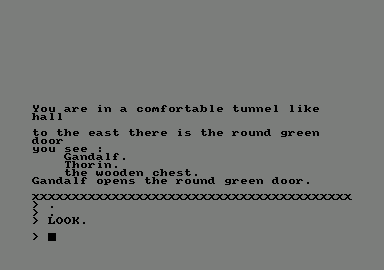 You are in a comfortable tunnel like
hall
to the east there is the round green
door
you see :
Gandalf.
Thorin.
the wooden chest.
Gandalf opens the round green door.
XXXXXXXXXXXXXXXXXXXXXXXXXXXXXXXXXXXXXXXX
> .
> .
> LOOK.
>